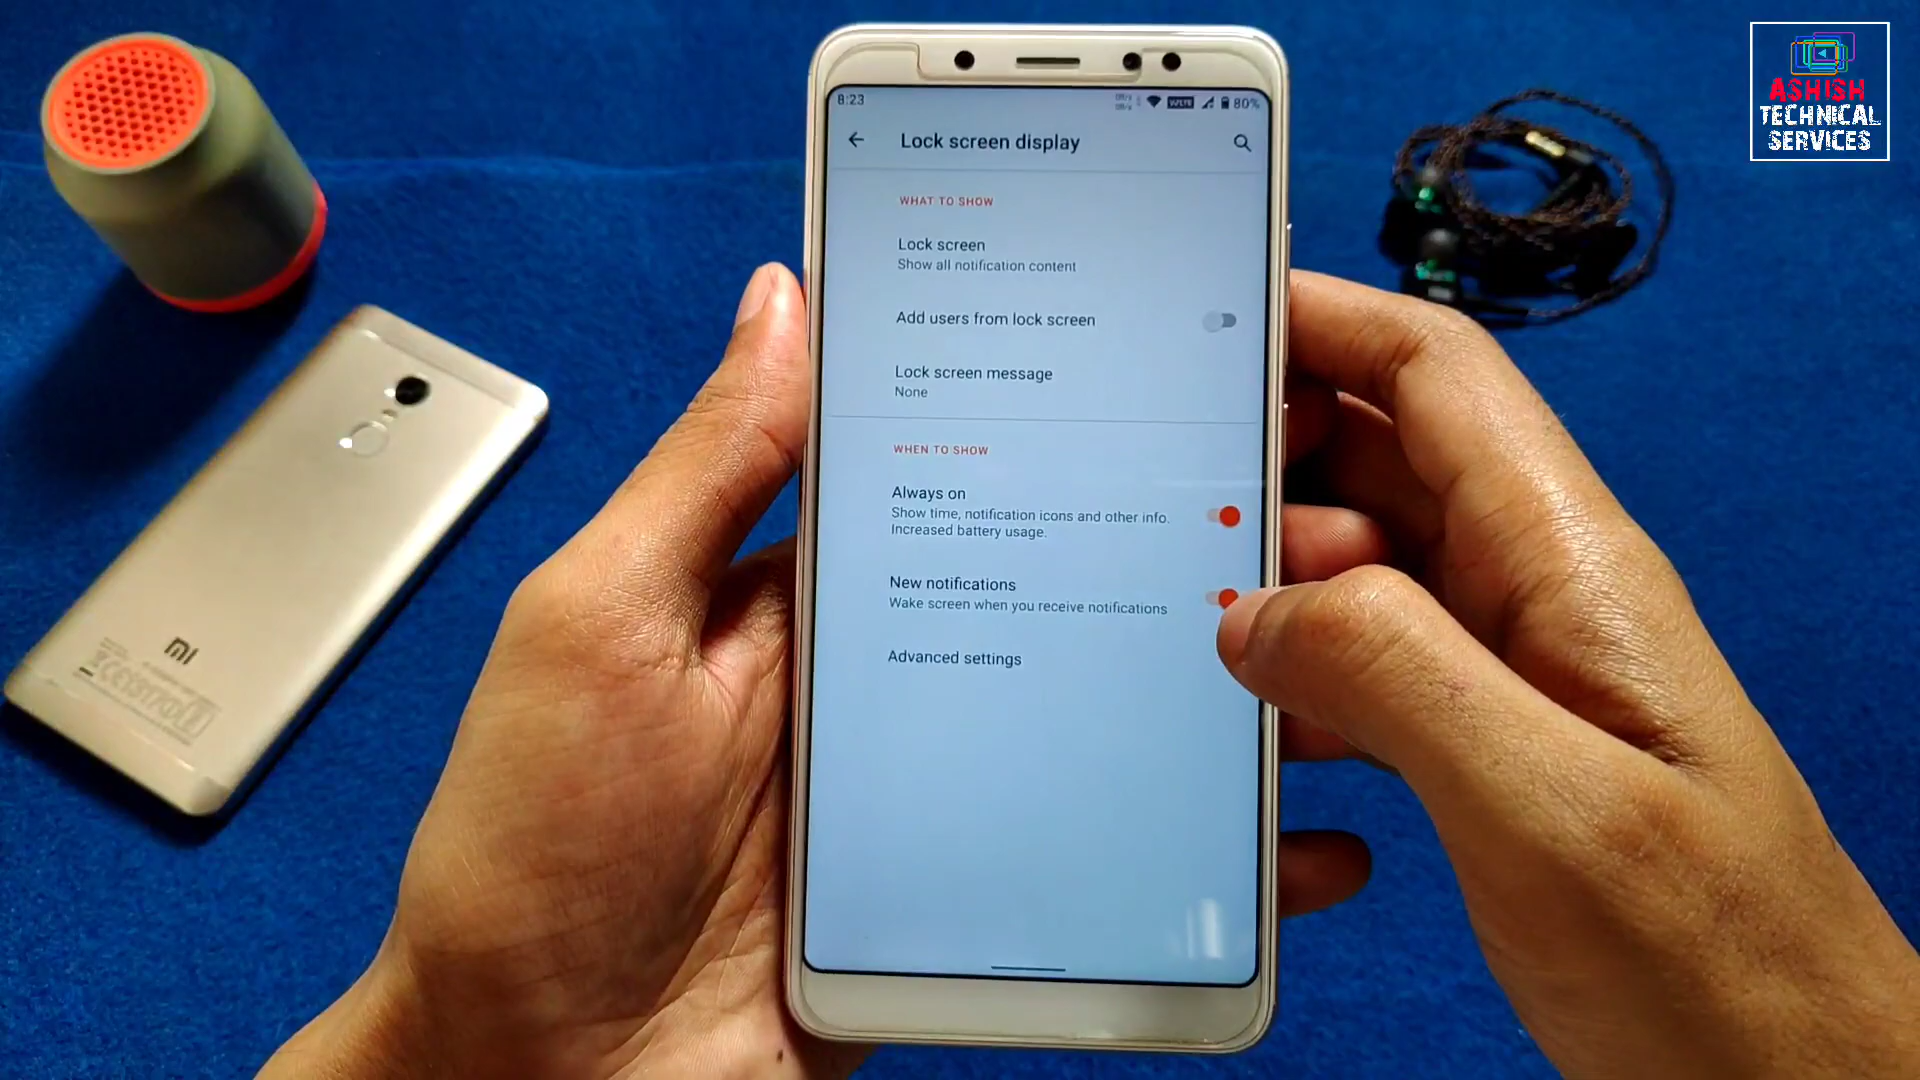 ASHISH
TECHNICAL
SERVICES
8:23
VoLTE
80%
Lock screen display
WHAT TO SHOW
Lock screen
Show all notification content
Add users from lock screen
Lock screen message
None
WHEN TO SHOW
Always on
Show time, notification icons and other info.
Increased battery usage.
New notifications
Wake screen when you receive notifications
Advanced settings
mi